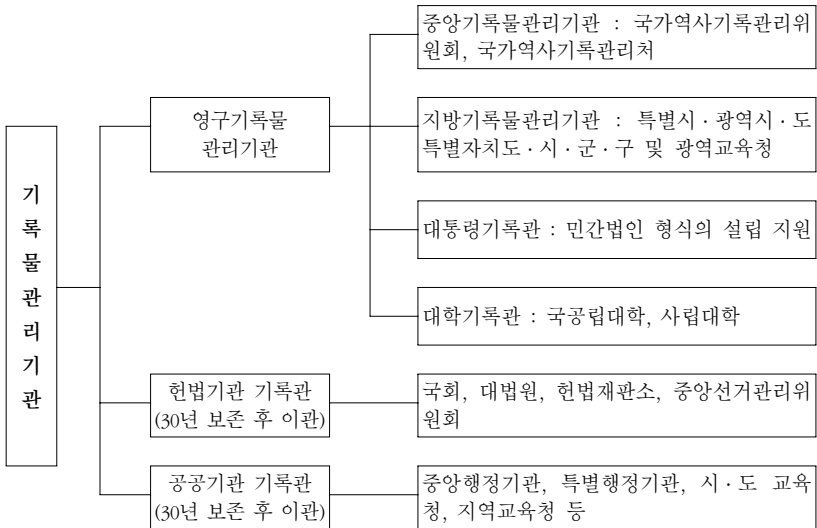 기
록
물
관
리
기
관
영구기록물
관리기관
중앙기록물관리기관 : 국가역사기록관리위
원회, 국가역사기록관리처
지방기록물관리기관 : 특별시 · 광역시 · 도
특별자치도 · 시 · 군 · 구 및 광역교육청
대통령기록관 : 민간법인 형식의 설립 지원
대학기록관 : 국공립대학, 사립대학
헌법기관 기록관
(30년 보존 후 이관)
국회, 대법원, 헌법재판소, 중앙선거관리위
원회
공공기관 기록관
(30년 보존 후 이관)
중앙행정기관, 특별행정기관, 시 · 도 교육
청, 지역교육청 등